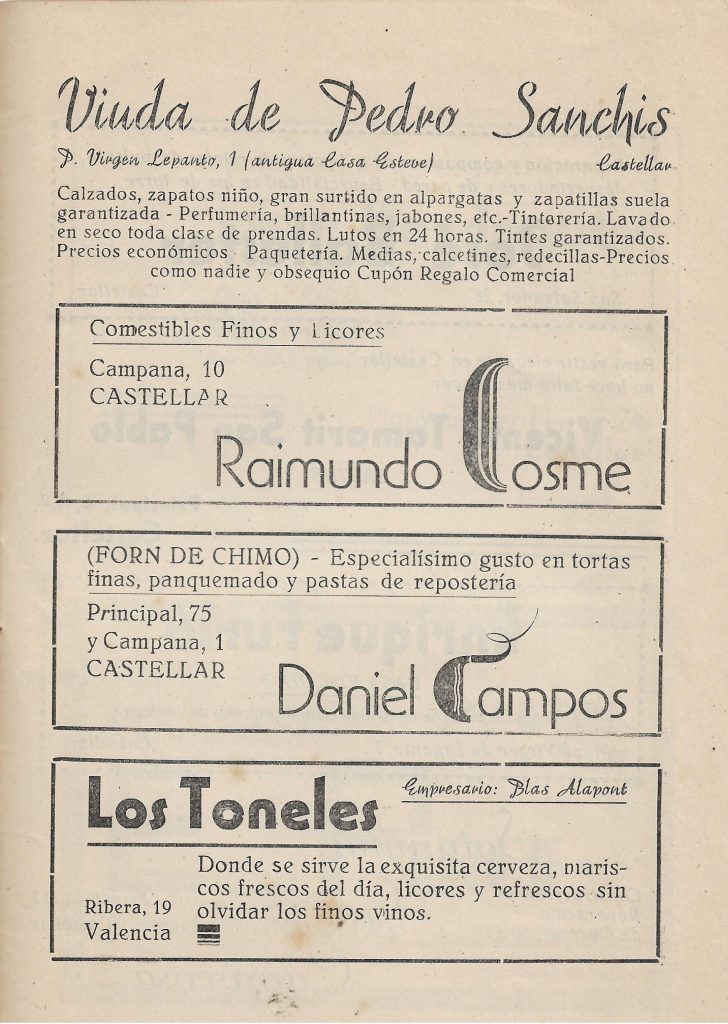 Viuda de Pedro Sanchis
P. Virgen Lepanto, 1 (antigua Casa Esteve) Castellar
Calzados, zapatos niño, gran surtido en alpargatas y zapatillas suela
garantizada - Perfumería, brillantinas, jabones, etc.-Tintorería. Lavado
en seco toda clase de prendas. Lutos en 24 horas. Tintes garantizados.
Precios económicos - Paquetería. Medias, calcetines, redecillas-Precios
como nadie y obsequio Cupón Regalo Comercial
Comestibles Finos y Licores
Campana, 10
CASTELLAR
Raimundo Cosme
(FORN DE CHIMO) - Especialísimo gusto en tortas
finas, panquemado y pastas de repostería
Principal, 75
y Campana, 1
CASTELLAR
Daniel Campos
Los Toneles
Empresario: Blas Alapont
Donde se sirve la exquisita cerveza, maris-
cos frescos del día, licores y refrescos sin
olvidar los finos vinos.
Ribera, 19
Valencia